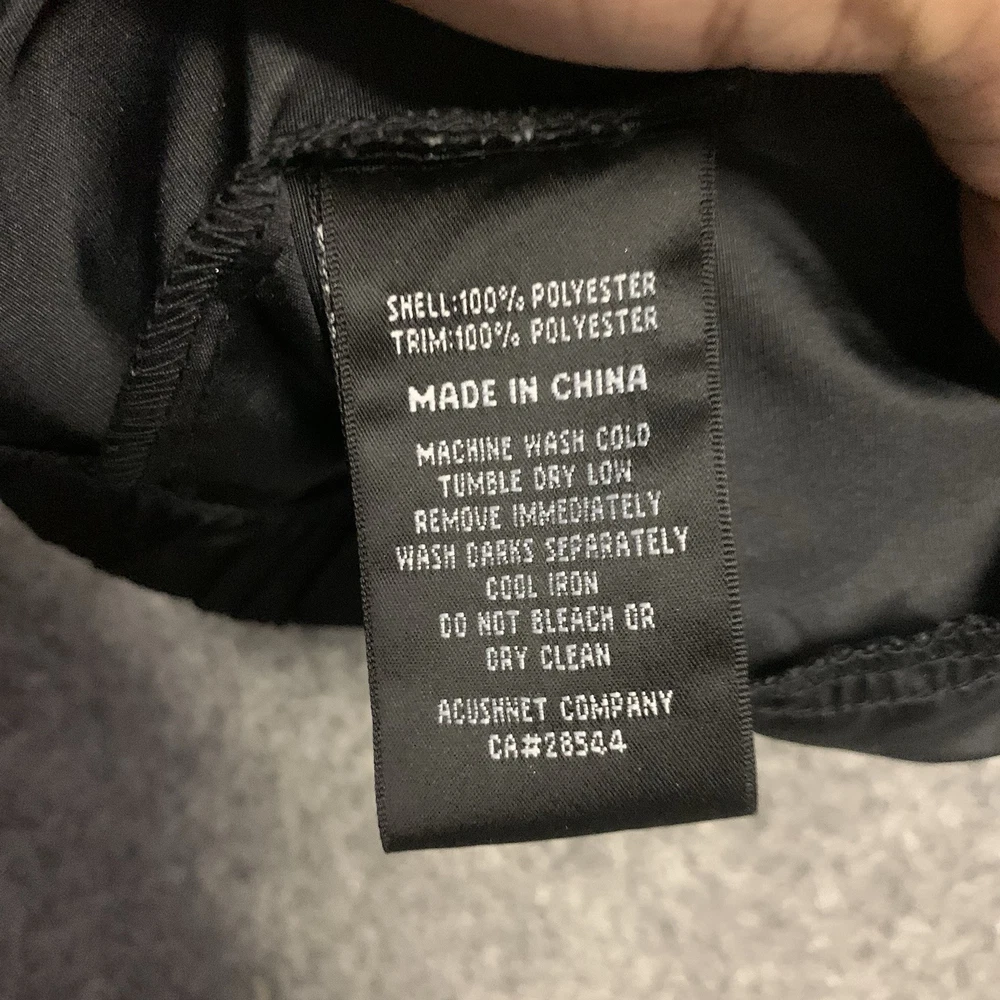 SHELL:100% POLYESTER
TRIM:100% POLYESTER
MADE IN CHINA
MACHINE WASH COLD
TUMBLE DRY LOW
REMOVE IMMEDIATELY
WASH DARKS SEPARATELY
COOL IRON
DO NOT BLEACH OR
DRY CLEAN
ACUSHNET COMPANY
CA#28544